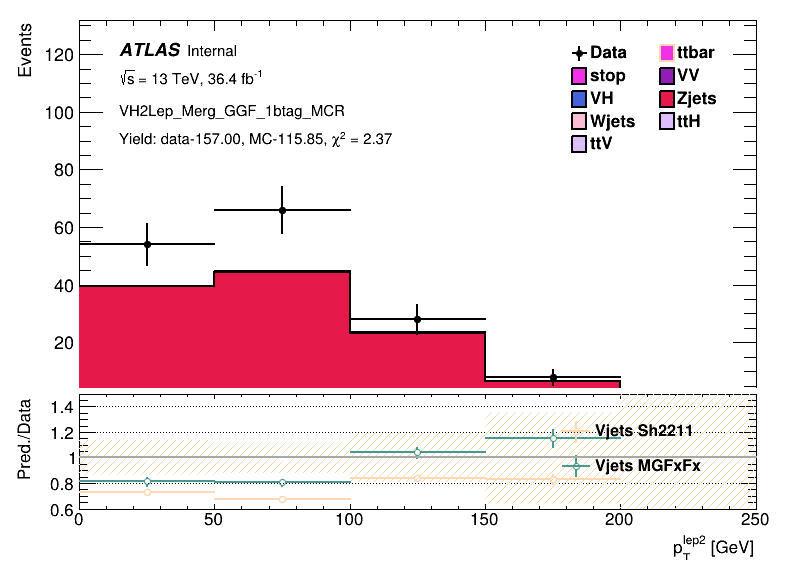 Events
120
100
80
60
40
20
ATLAS Internal
√s = 13 TeV, 36.4 fb⁻¹
VH2Lep_Merg_GGF_1btag_MCR
Yield: data-157.00, MC-115.85, χ² = 2.37
Data
ttbar
stop
VV
VH
Zjets
Wjets
ttH
ttV
Pred./Data
1.4
1.2
1
0.8
0.6
Vjets Sh2211
Vjets MGFxFx
0 50 100 150 200 250
p_T^lep2 [GeV]